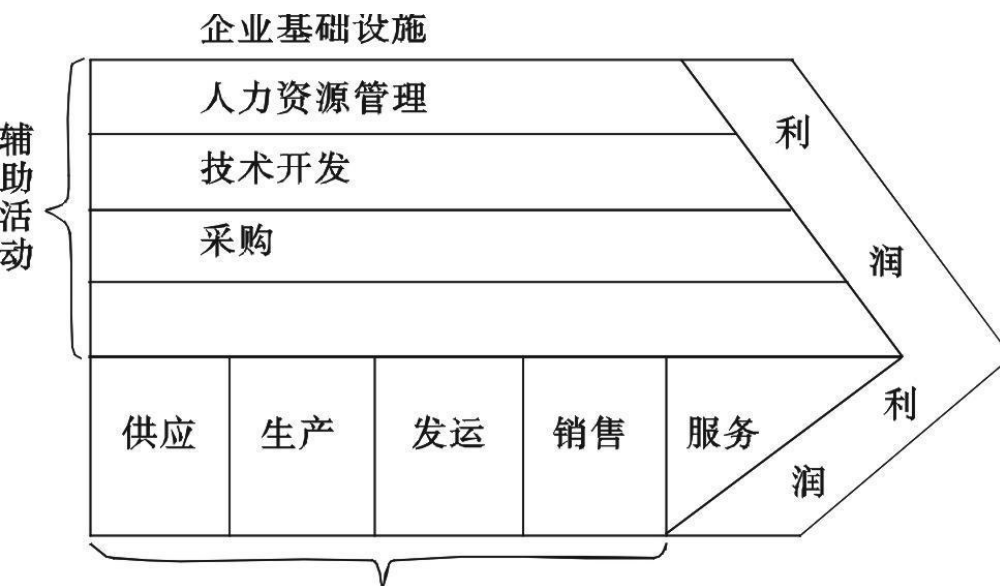 企业基础设施
人力资源管理
技术开发
采购
辅助活动
利润
供应
生产
发运
销售
服务
利润